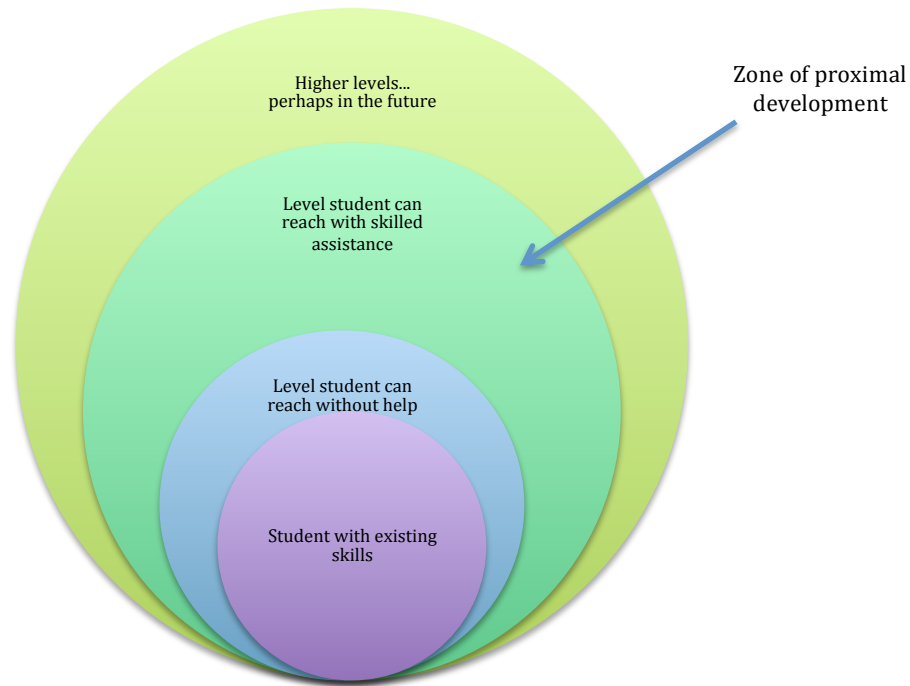 Higher levels...
perhaps in the future
Zone of proximal
development
Level student can
reach with skilled
assistance
Level student can
reach without help
Student with existing
skills